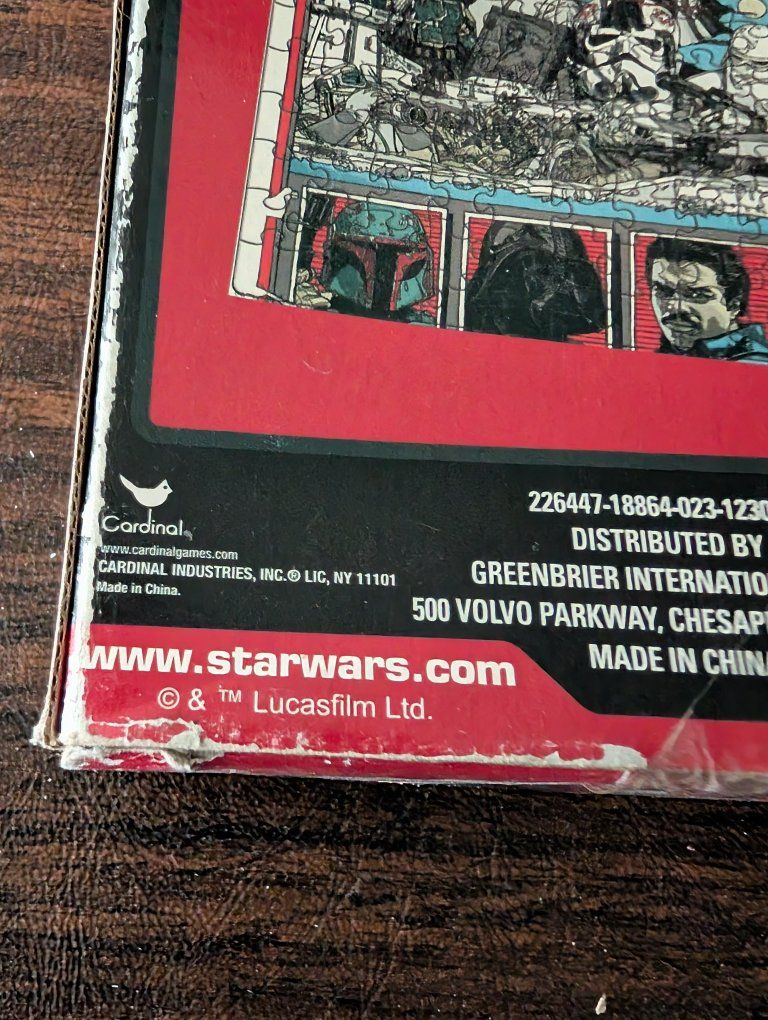 Cardinal
www.cardinalgames.com
CARDINAL INDUSTRIES, INC.® LIC, NY 11101
Made in China.
226447-18864-023-1230
DISTRIBUTED BY
GREENBRIER INTERNATIO
500 VOLVO PARKWAY, CHESAP
MADE IN CHINA
www.starwars.com
© & ™ Lucasfilm Ltd.